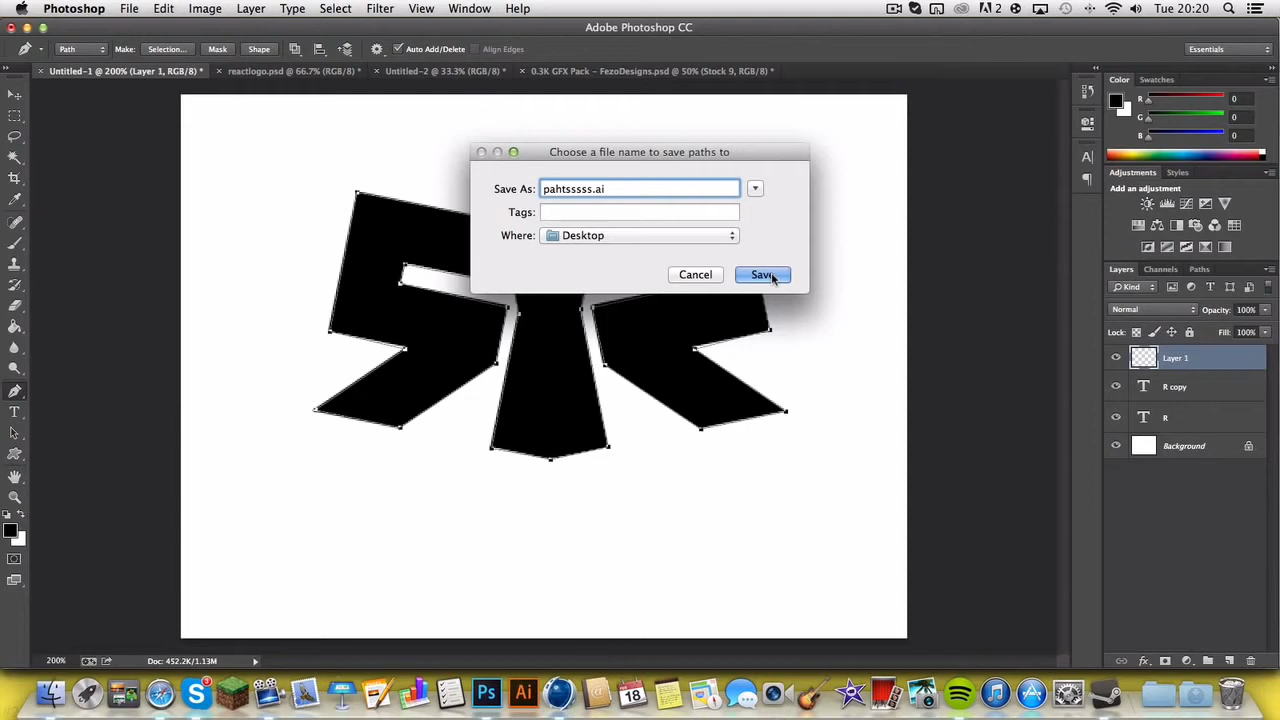 Photoshop File Edit Image Layer Type Select Filter View Window Help
2 Tue 20:20
Adobe Photoshop CC
Path Make: Selection... Mask Shape Auto Add/Delete Align Edges Essentials
Untitled-1 @ 200% (Layer 1, RGB/8) * reactlogo.psd @ 66.7% (RGB/8) * Untitled-2 @ 33.3% (RGB/8) * 0.3K GFX Pack – FezoDesigns.psd @ 50% (Stock 9, RGB/8) *
Color Swatches
R 0
G 0
B 0
Choose a file name to save paths to
Save As: pahtsssss.ai
Tags:
Where: Desktop
Cancel Save
Adjustments Styles
Add an adjustment
Layers Channels Paths
Kind
Normal Opacity: 100%
Lock: Fill: 100%
Layer 1
R copy
R
Background
200% Doc: 452.2K/1.13M
3
Ps Ai
18